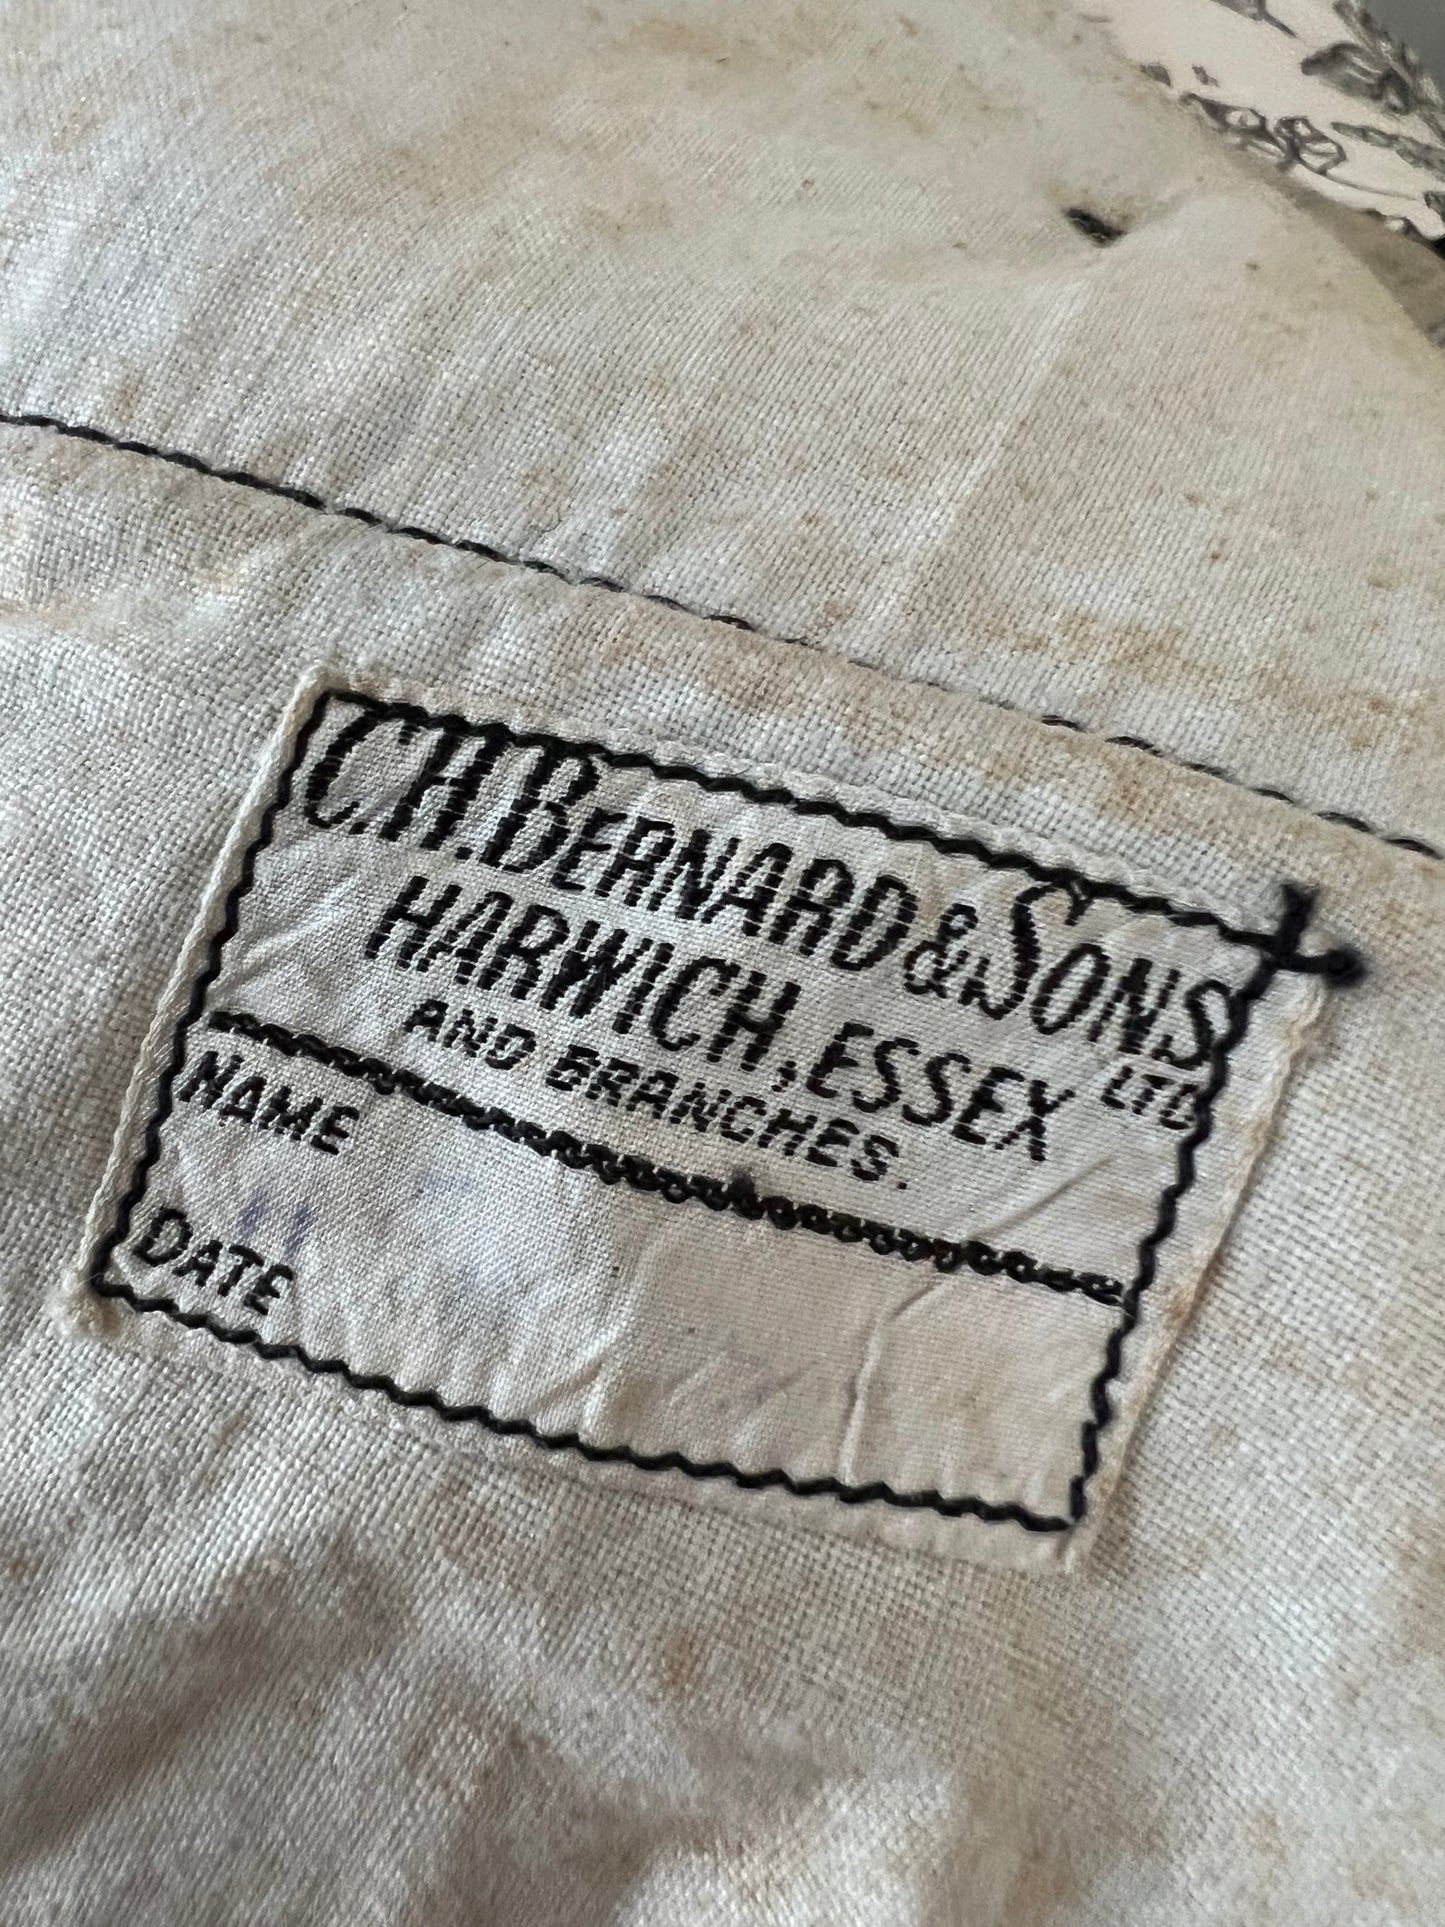 C.H. BERNARD & SONS LTD
HARWICH, ESSEX
AND BRANCHES.
NAME
DATE